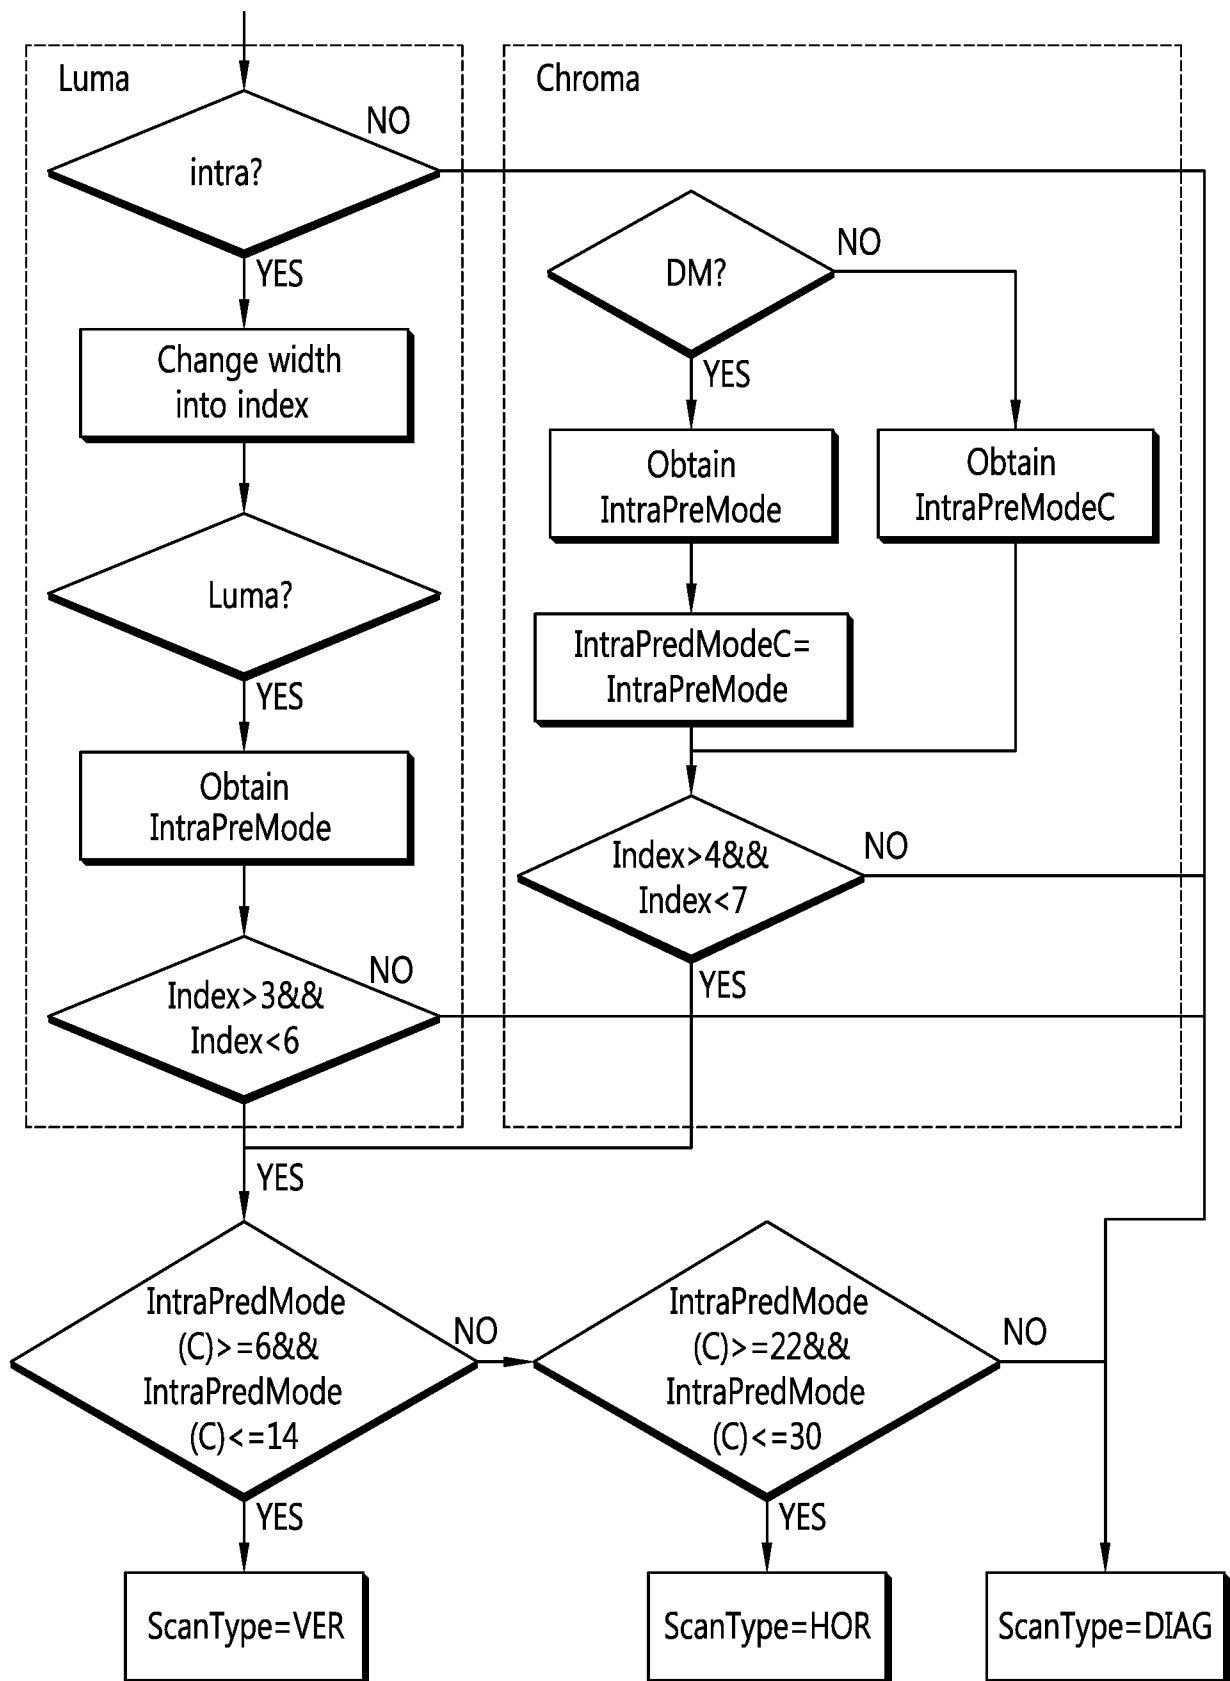 Luma
NO
intra?
YES
Change width
into index
Luma?
YES
Obtain
IntraPreMode
NO
Index>3&&
Index<6
YES
Chroma
NO
DM?
YES
Obtain
IntraPreMode
Obtain
IntraPreModeC
IntraPredModeC=
IntraPreMode
NO
Index>4&&
Index<7
YES
IntraPredMode
(C)>=6&&
IntraPredMode
(C)<=14
NO
YES
IntraPredMode
(C)>=22&&
IntraPredMode
(C)<=30
NO
YES
ScanType=VER
ScanType=HOR
ScanType=DIAG